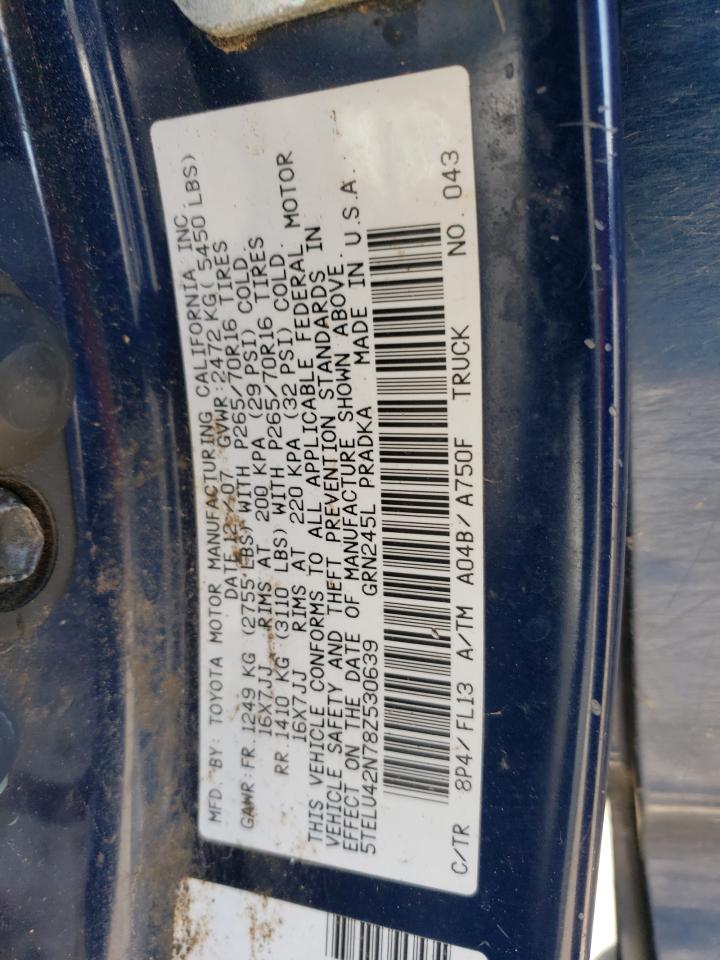 MFD. BY: TOYOTA MOTOR MANUFACTURING CALIFORNIA INC
DATE 12 / 07 GVWR: 2472 KG( 5450 LBS)
GAWR: FR. 1249 KG (2755 LBS) WITH P265/70R16 TIRES
16X7JJ RIMS AT 200 KPA (29 PSI) COLD
RR. 1410 KG (3110 LBS) WITH P265/70R16 TIRES
16X7JJ RIMS AT 220 KPA (32 PSI) COLD.
THIS VEHICLE CONFORMS TO ALL APPLICABLE FEDERAL MOTOR
VEHICLE SAFETY AND THEFT PREVENTION STANDARDS IN
EFFECT ON THE DATE OF MANUFACTURE SHOWN ABOVE.
5TELU42N78Z530639 GRN245L PRADKA MADE IN U.S.A.
C/TR 8P4/ FL13 A/TM A04B/ A750F TRUCK NO. 043